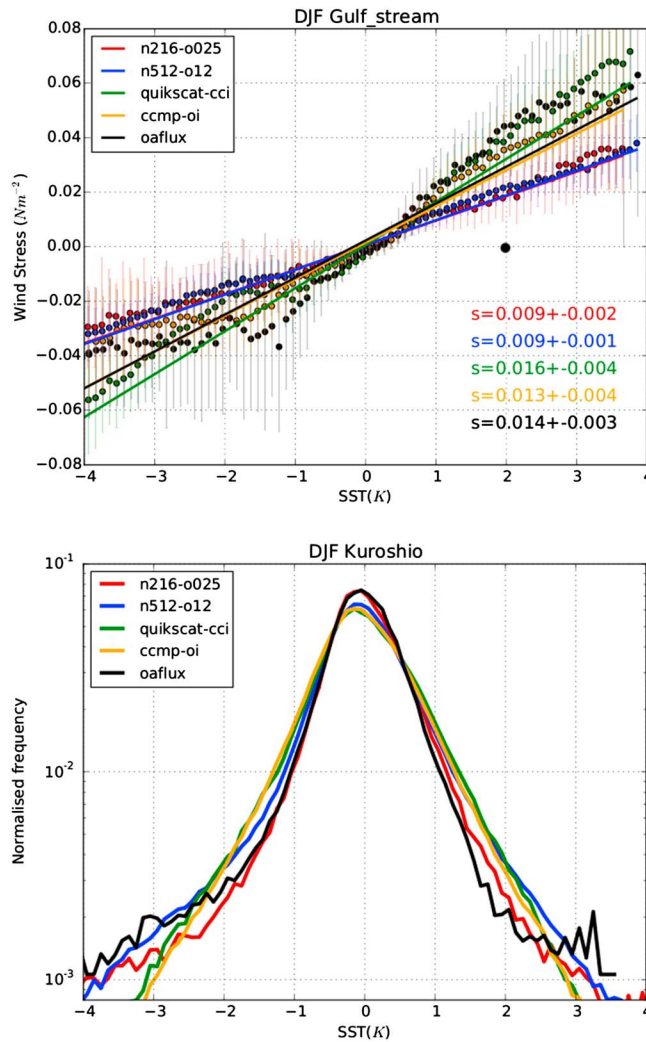 DJF Gulf_stream
n216-o025
n512-o12
quikscat-cci
ccmp-oi
oaflux
Wind Stress (Nm⁻²)
0.08
0.06
0.04
0.02
0.00
−0.02
−0.04
−0.06
−0.08
s=0.009+-0.002
s=0.009+-0.001
s=0.016+-0.004
s=0.013+-0.004
s=0.014+-0.003
−4 −3 −2 −1 0 1 2 3 4
SST(K)
DJF Kuroshio
n216-o025
n512-o12
quikscat-cci
ccmp-oi
oaflux
Normalised frequency
10⁻¹
10⁻²
10⁻³
−4 −3 −2 −1 0 1 2 3 4
SST(K)